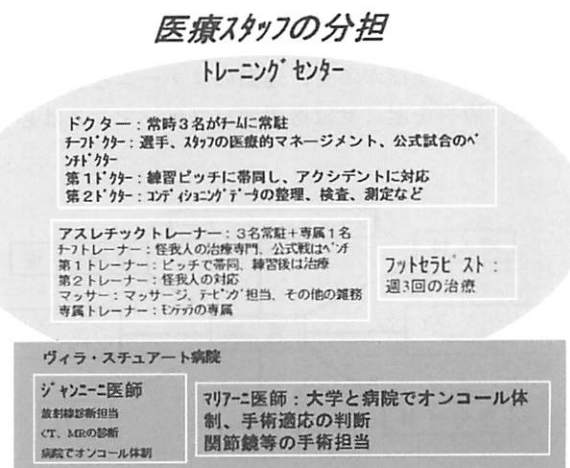 医療スタッフの分担
トレーニングセンター
ドクター：常時３名がチームに常駐
チーフドクター：選手、スタッフの医療的マネージメント、公式試合のベ
ンチドクター
第１ドクター：練習ピッチに帯同し、アクシデントに対応
第２ドクター：コンディショニングデータの整理、検査、測定など
アスレチックトレーナー：３名常駐＋専属１名
チーフトレーナー：怪我人の治療専門、公式戦はベンチ
第１トレーナー：ピッチで帯同、練習後は治療
第２トレーナー：怪我人の対応
マッサー：マッサージ、テーピング担当、その他の雑務
専属トレーナー：モンテッラの専属
フットセラピスト：
週3回の治療
ヴィラ・スチュアート病院
ジャンニーニ医師
放射線診断担当
CT、MRの診断
病院でオンコール体制
マリアーニ医師：大学と病院でオンコール体
制、手術適応の判断
関節鏡等の手術担当